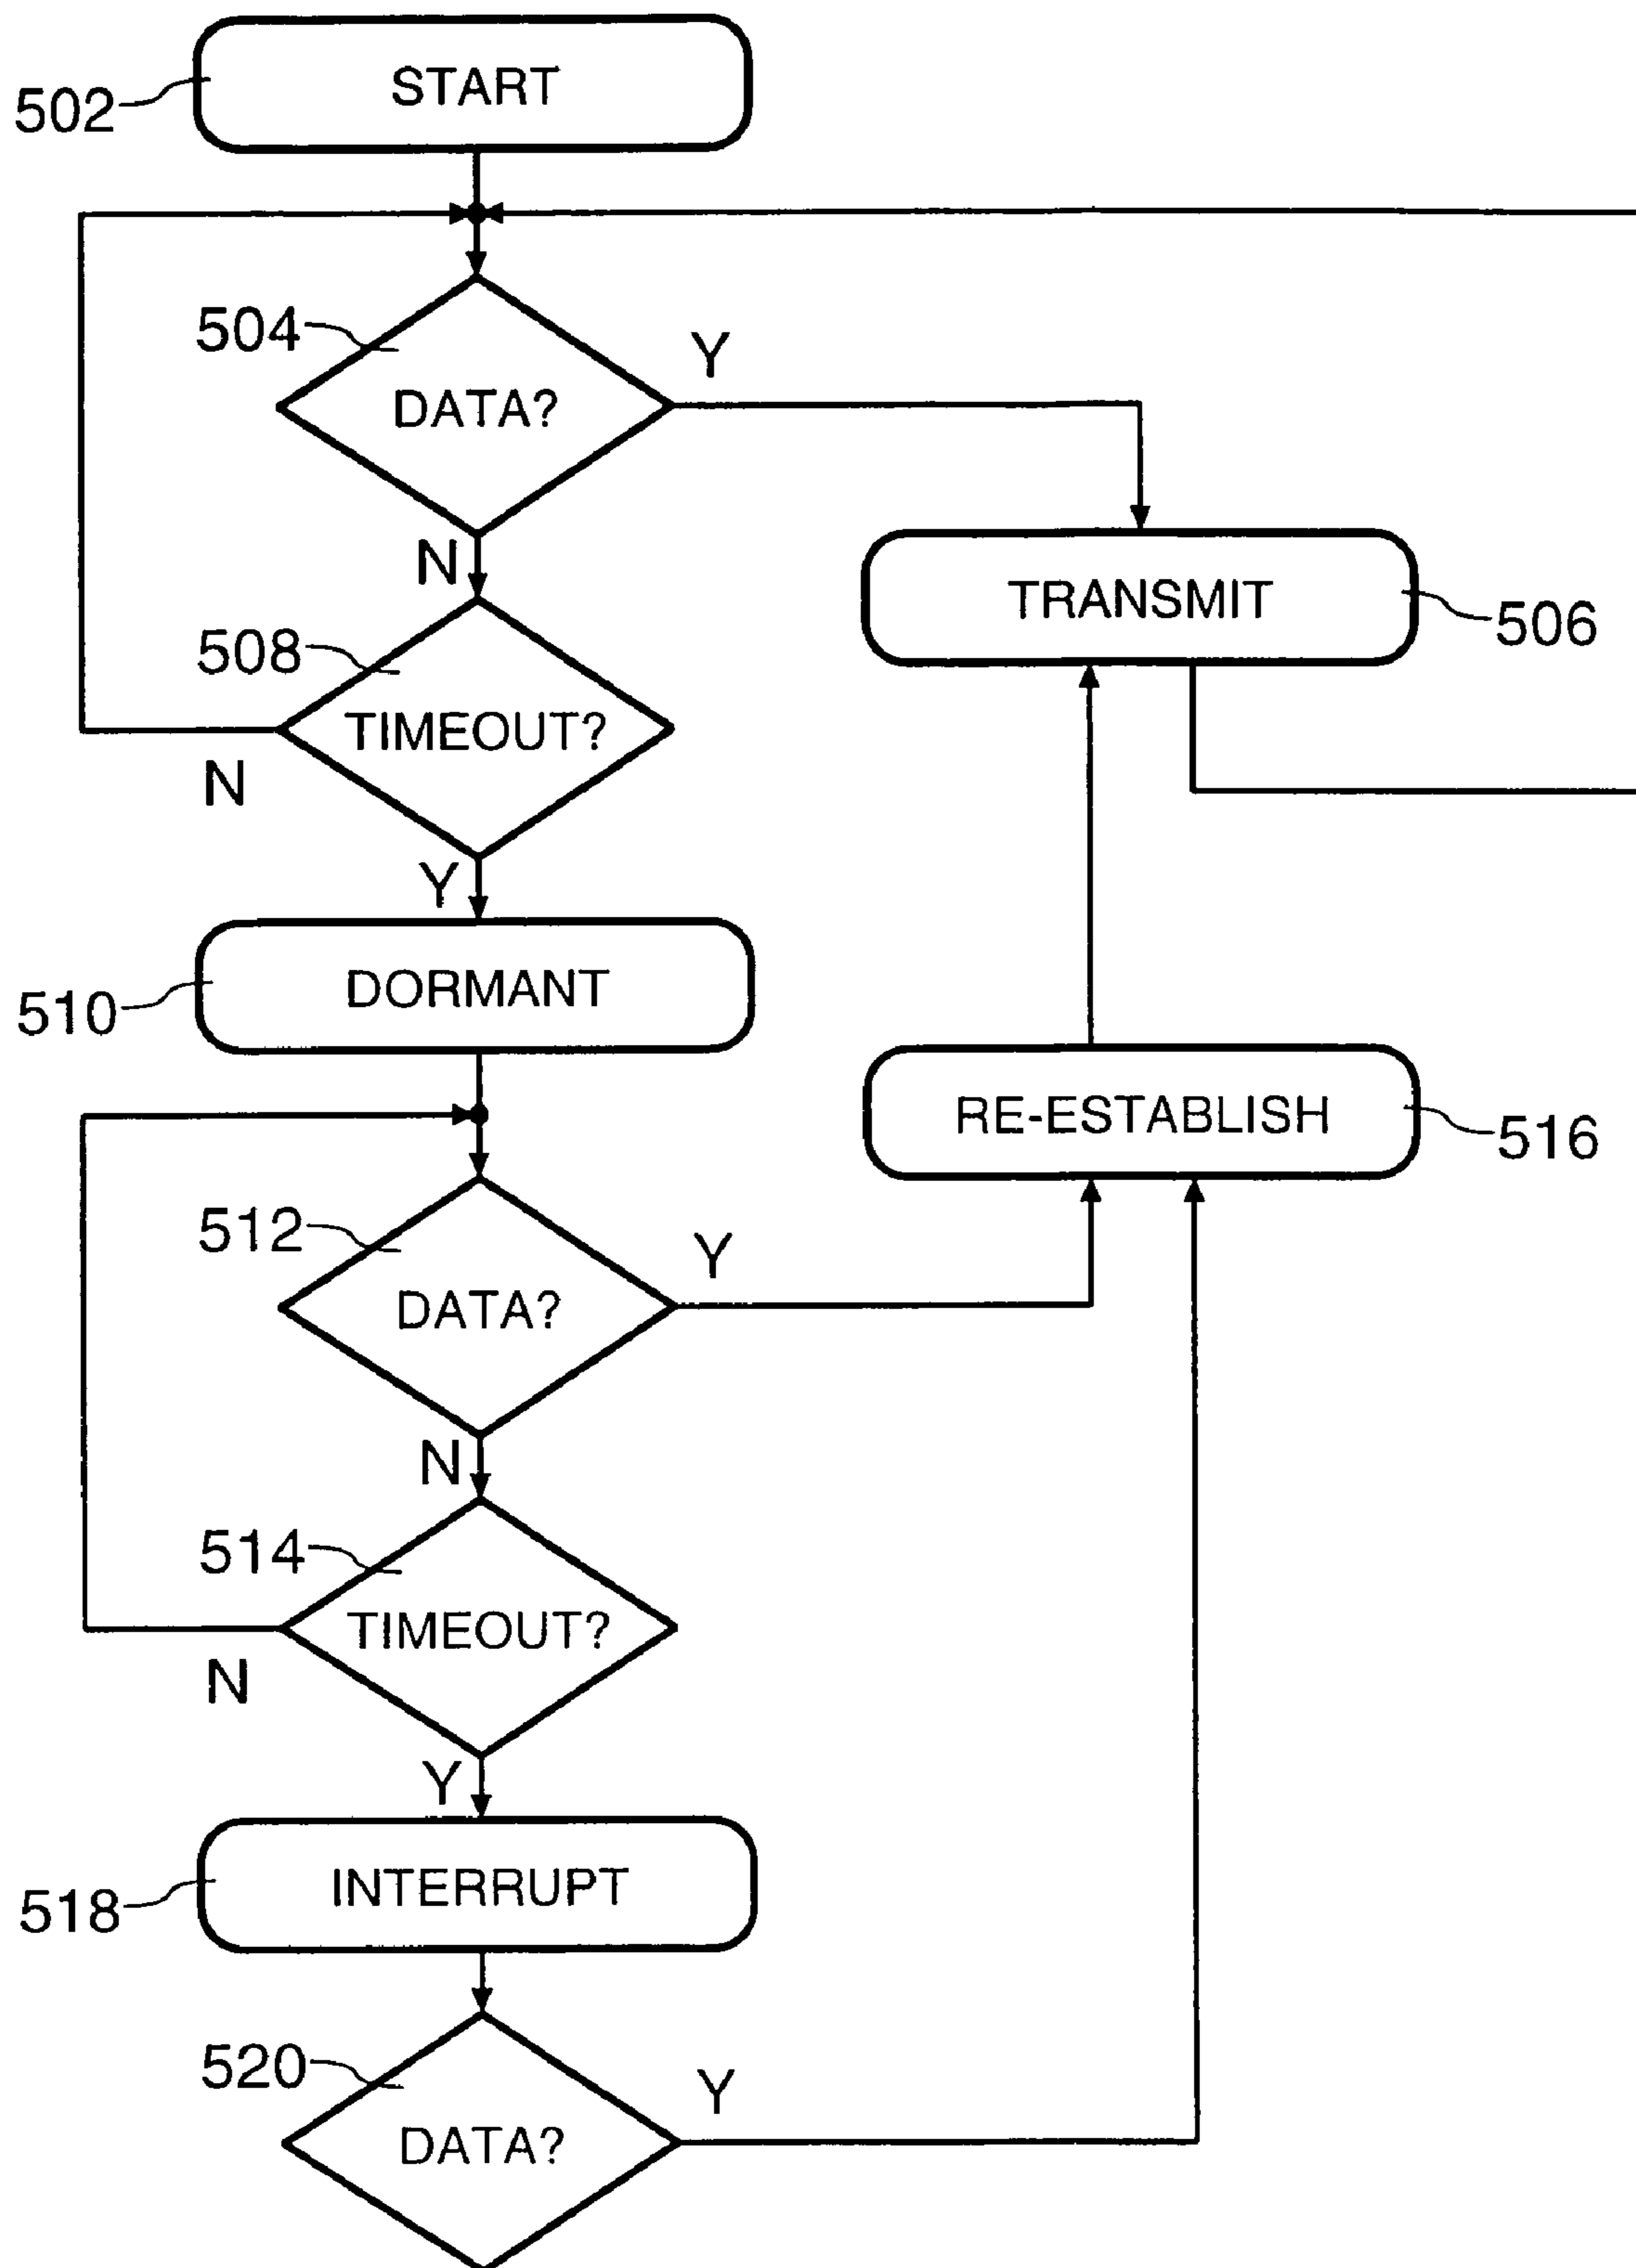 START
502
504
Y
DATA?
N
TRANSMIT
506
508
TIMEOUT?
N
Y
DORMANT
510
RE-ESTABLISH
516
512
Y
DATA?
N
514
TIMEOUT?
N
Y
INTERRUPT
518
520
Y
DATA?